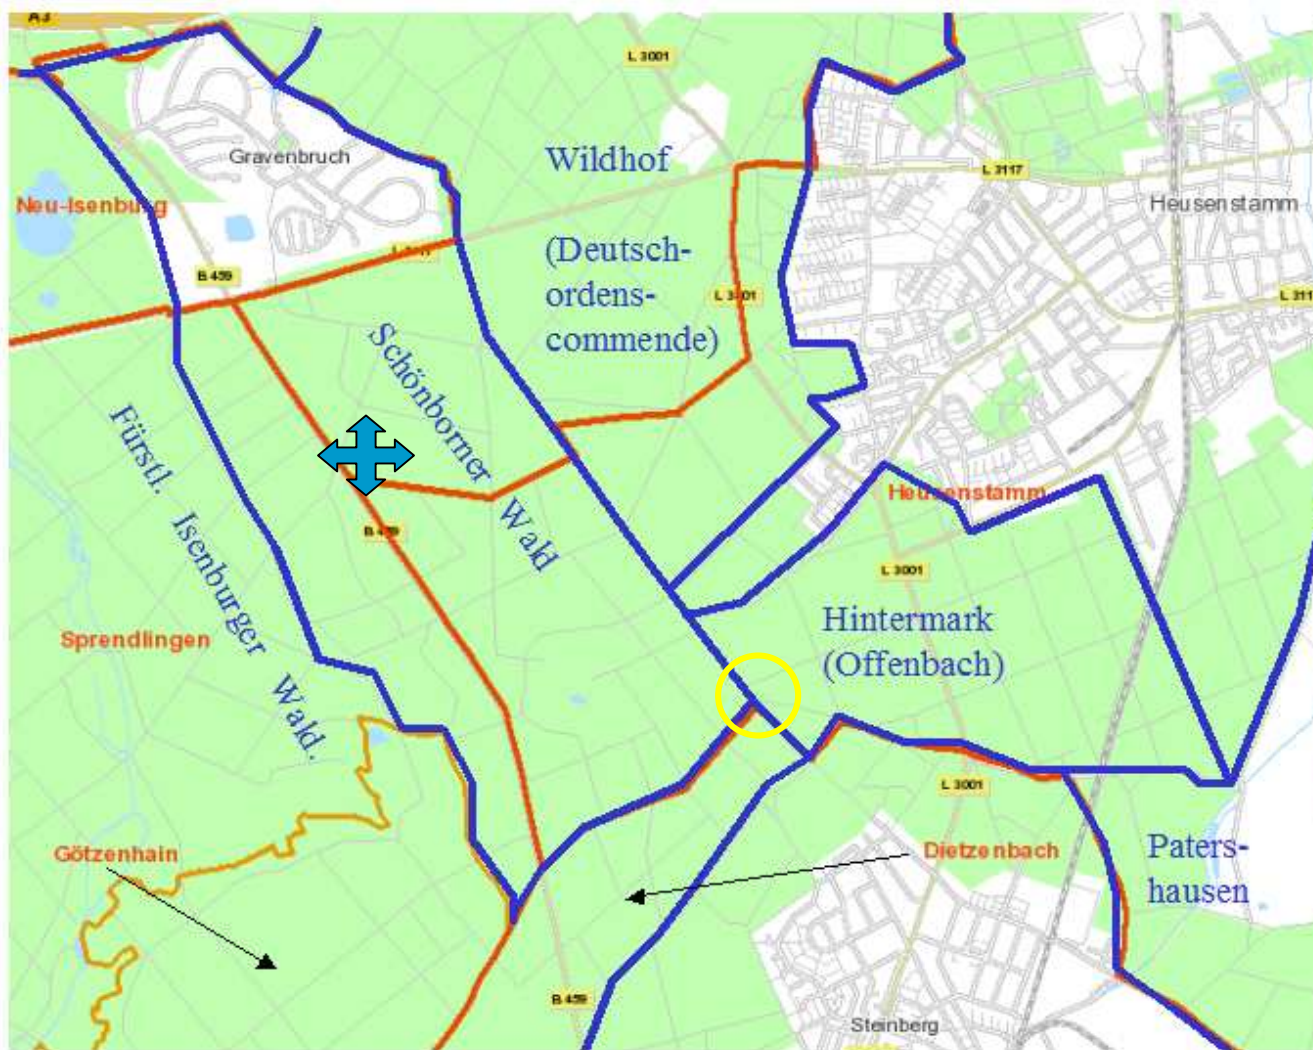 A3
L 3001
Gravenbruch
Wildhof
L 3117
Heusenstamm
Neu-Isenburg
(Deutsch-
ordens-
commende)
B 459
L 3001
L 311
Schönborner
Wald
Fürstl.
Isenburger
Wald.
Heusenstamm
B 459
L 3001
Sprendlingen
Hintermark
(Offenbach)
L 3001
Götzenhain
Dietzenbach
Paters-
hausen
B 459
Steinberg